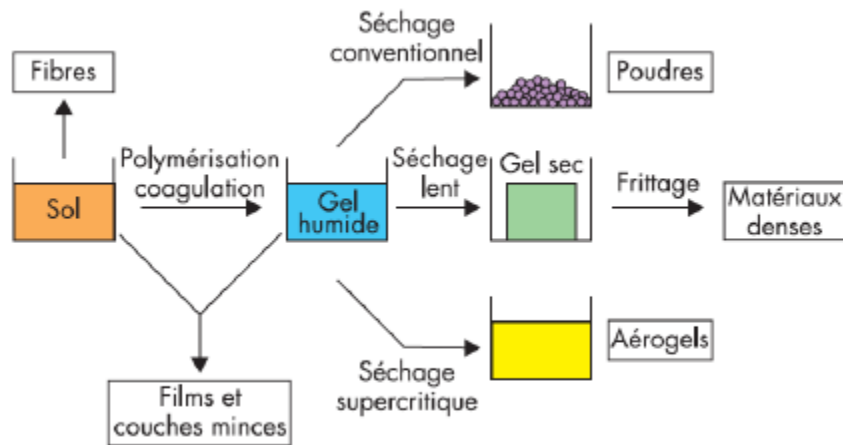 Séchage
conventionnel
Fibres
Poudres
Polymérisation
coagulation
Séchage
lent
Gel sec
Frittage
Sol
Gel
humide
Matériaux
denses
Aérogels
Séchage
supercritique
Films et
couches minces